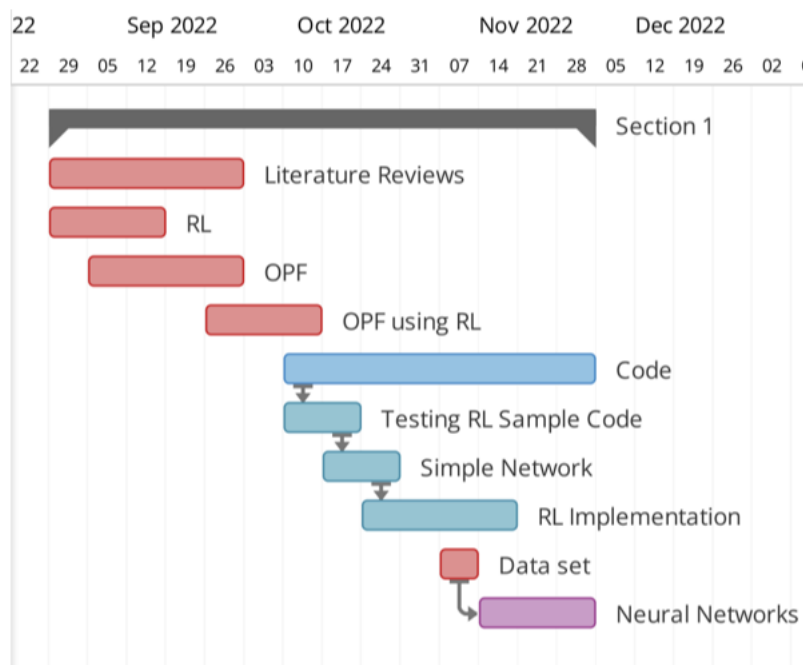 22 Sep 2022 Oct 2022 Nov 2022 Dec 2022
22 29 05 12 19 26 03 10 17 24 31 07 14 21 28 05 12 19 26 02
Section 1
Literature Reviews
RL
OPF
OPF using RL
Code
Testing RL Sample Code
Simple Network
RL Implementation
Data set
Neural Networks